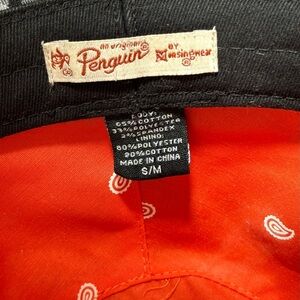 an original
Penguin®
BY
Munsingwear
BODY:
65%COTTON
33%POLYESTER
2%SPANDEX
LINING:
80%POLYESTER
20%COTTON
MADE IN CHINA
S/M